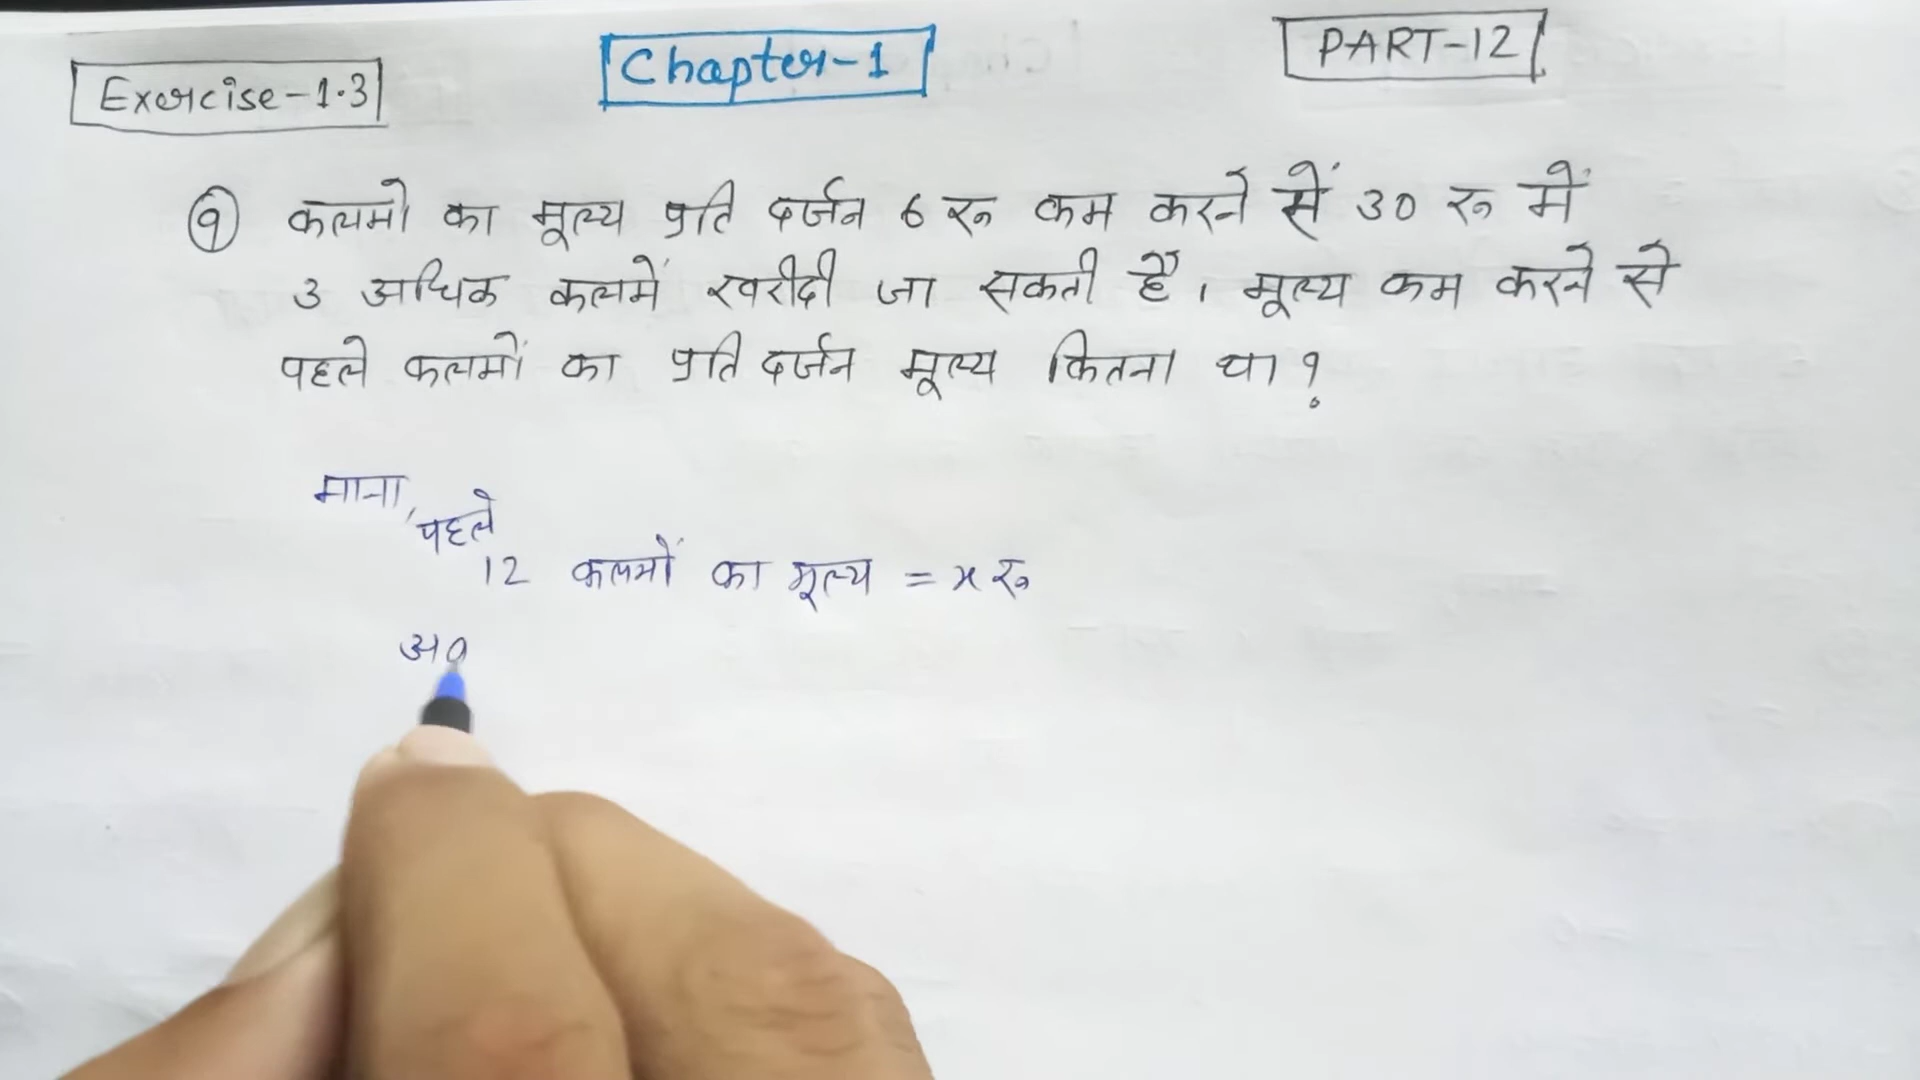 Exercise-1.3
Chapter-1
PART-12
9 कलमो का मूल्य प्रति दर्जन 6 रु कम करने सें 30 रु में
3 अधिक कलमें खरीदी जा सकती हैं, मूल्य कम करने से
पहले कलमों का प्रति दर्जन मूल्य कितना था?
माना,
पहले
12 कलमों का मूल्य = x रु